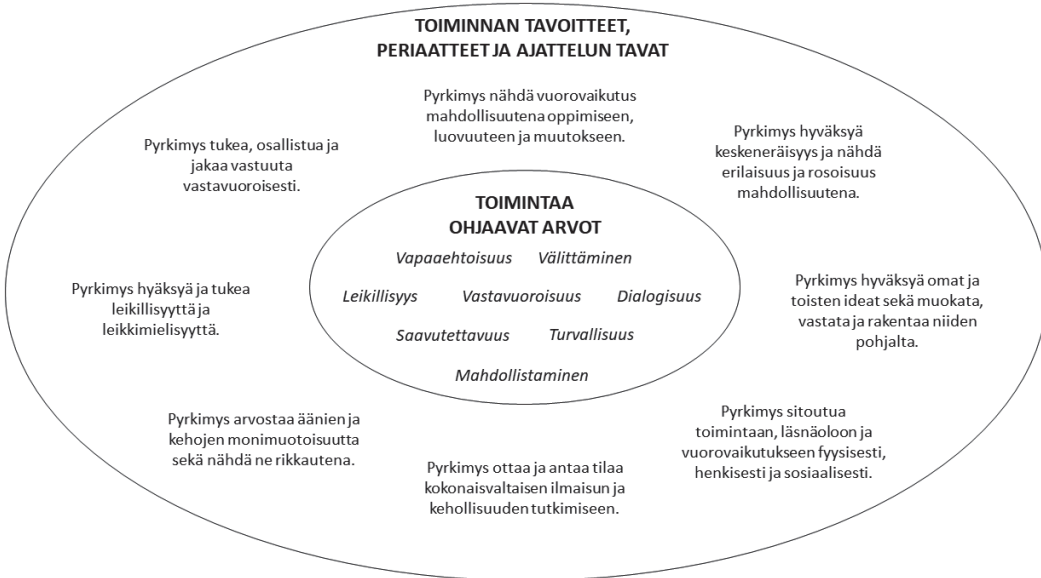 TOIMINNAN TAVOITTEET,
PERIAATTEET JA AJATTELUN TAVAT
Pyrkimys nähdä vuorovaikutus
mahdollisuutena oppimiseen,
luovuuteen ja muutokseen.
Pyrkimys tukea, osallistua ja
jakaa vastuuta
vastavuoroisesti.
Pyrkimys hyväksyä
keskeneräisyys ja nähdä
erilaisuus ja rosoisuus
mahdollisuutena.
TOIMINTAA
OHJAAVAT ARVOT
Vapaaehtoisuus Välittäminen
Leikillisyys Vastavuoroisuus Dialogisuus
Saavutettavuus Turvallisuus
Mahdollistaminen
Pyrkimys hyäksyä ja tukea
leikillisyyttä ja
leikkimielisyyttä.
Pyrkimys hyväksyä omat ja
toisten ideat sekä muokata,
vastata ja rakentaa niiden
pohjalta.
Pyrkimys arvostaa äänien ja
kehojen monimuotoisuutta
sekä nähdä ne rikkautena.
Pyrkimys ottaa ja antaa tilaa
kokonaisvaltaisen ilmaisun ja
kehollisuuden tutkimiseen.
Pyrkimys sitoutua
toimintaan, läsnäoloon ja
vuorovaikutukseen fyysisesti,
henkisesti ja sosiaalisesti.